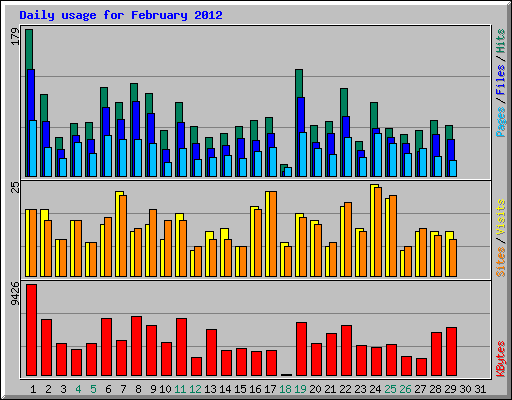 Daily usage for February 2012
179
Pages / Files / Hits
25
Sites / Visits
9426
KBytes
1 2 3 4 5 6 7 8 9 10 11 12 13 14 15 16 17 18 19 20 21 22 23 24 25 26 27 28 29 30 31